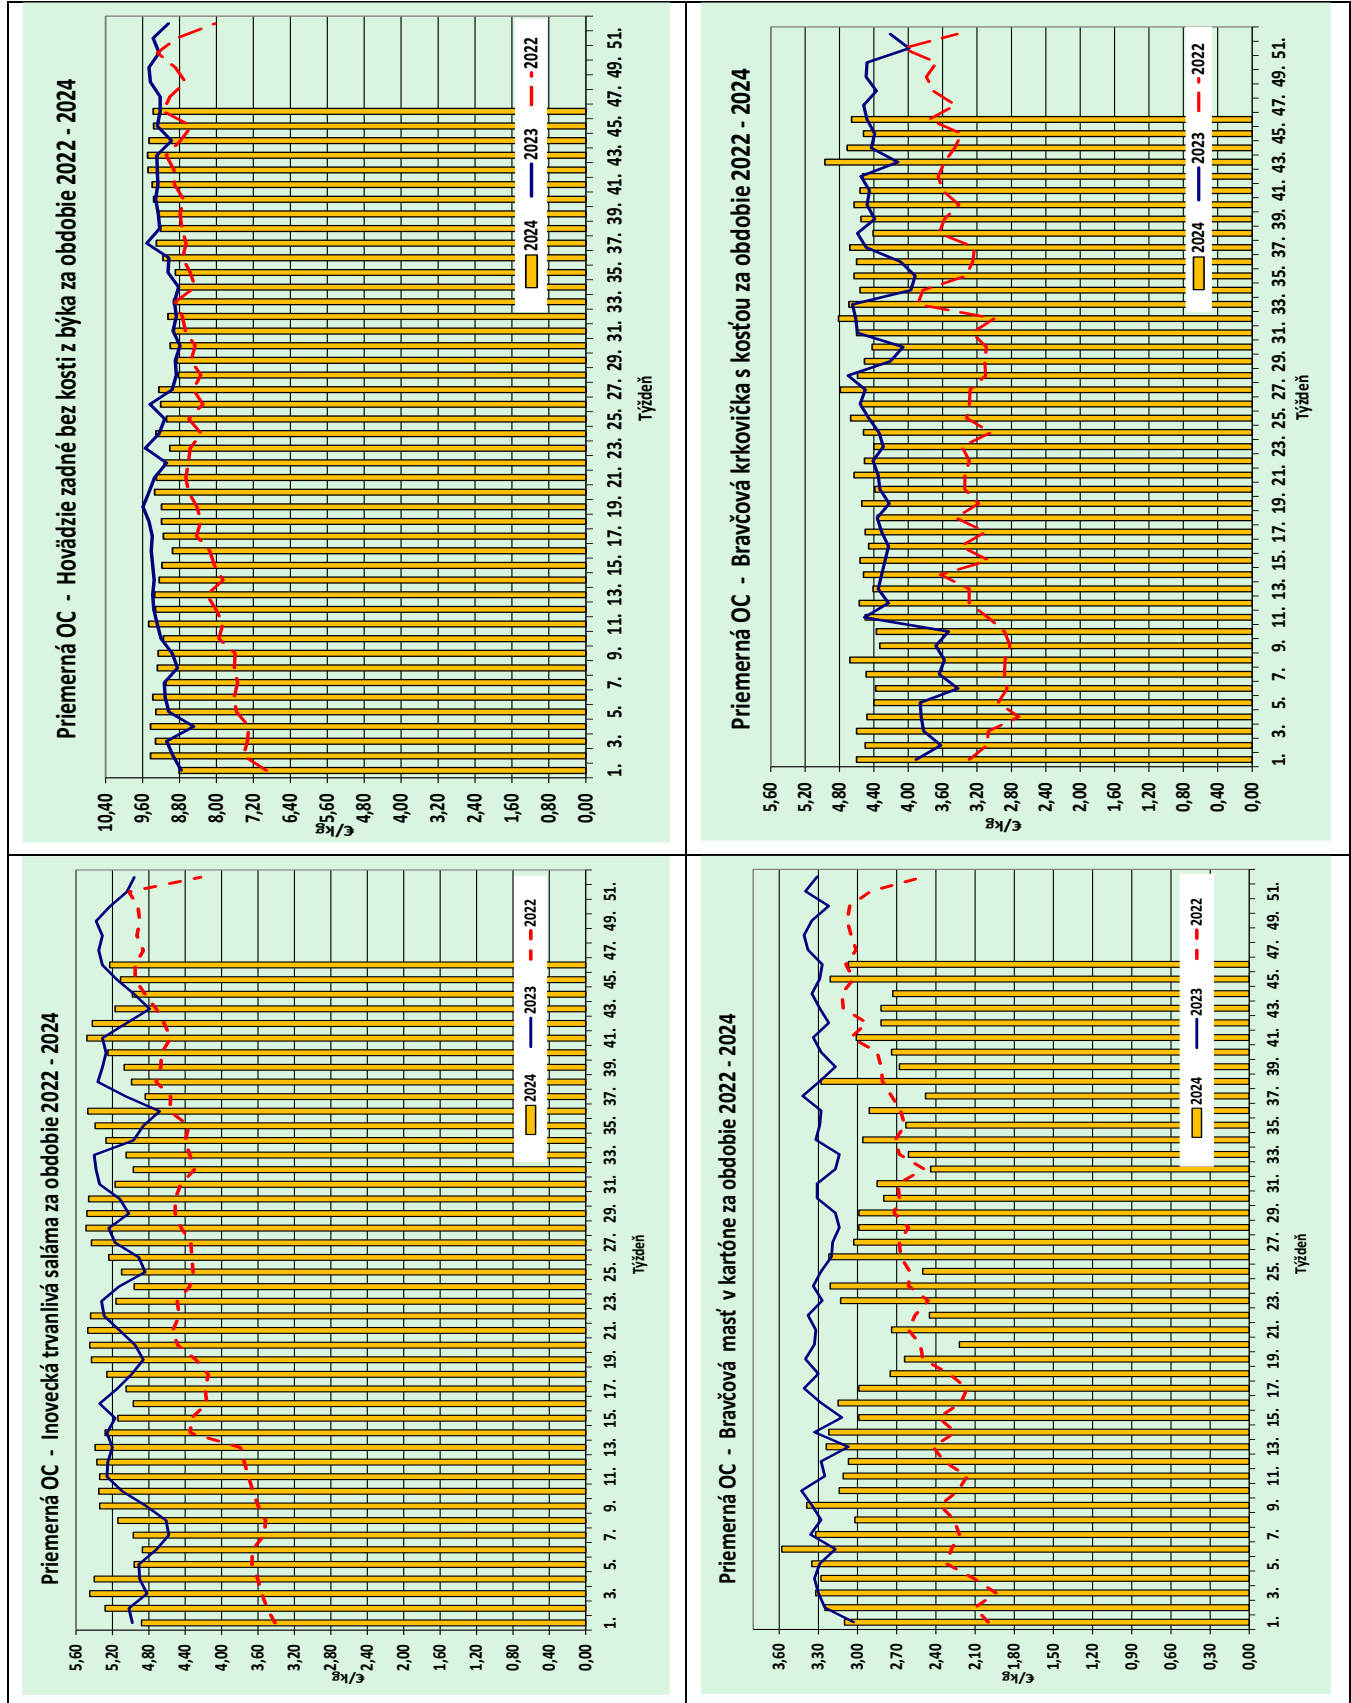 Priemerná OC - Hovädzie zadné bez kosti z býka za obdobie 2022 - 2024
10,40
9,60
8,80
8,00
7,20
6,40
5,60
4,80
4,00
3,20
2,40
1,60
0,80
0,00
€/kg
1. 3. 5. 7. 9. 11. 13. 15. 17. 19. 21. 23. 25. 27. 29. 31. 33. 35. 37. 39. 41. 43. 45. 47. 49. 51.
Týždeň
2024 2023 2022
Priemerná OC - Bravčová krkovička s kosťou za obdobie 2022 - 2024
5,60
5,20
4,80
4,40
4,00
3,60
3,20
2,80
2,40
2,00
1,60
1,20
0,80
0,40
0,00
€/kg
1. 3. 5. 7. 9. 11. 13. 15. 17. 19. 21. 23. 25. 27. 29. 31. 33. 35. 37. 39. 41. 43. 45. 47. 49. 51.
Týždeň
2024 2023 2022
Priemerná OC - Inovecká trvanlivá saláma za obdobie 2022 - 2024
5,60
5,20
4,80
4,40
4,00
3,60
3,20
2,80
2,40
2,00
1,60
1,20
0,80
0,40
0,00
€/kg
1. 3. 5. 7. 9. 11. 13. 15. 17. 19. 21. 23. 25. 27. 29. 31. 33. 35. 37. 39. 41. 43. 45. 47. 49. 51.
Týždeň
2024 2023 2022
Priemerná OC - Bravčová masť v kartóne za obdobie 2022 - 2024
3,60
3,30
3,00
2,70
2,40
2,10
1,80
1,50
1,20
0,90
0,60
0,30
0,00
€/kg
1. 3. 5. 7. 9. 11. 13. 15. 17. 19. 21. 23. 25. 27. 29. 31. 33. 35. 37. 39. 41. 43. 45. 47. 49. 51.
Týždeň
2024 2023 2022